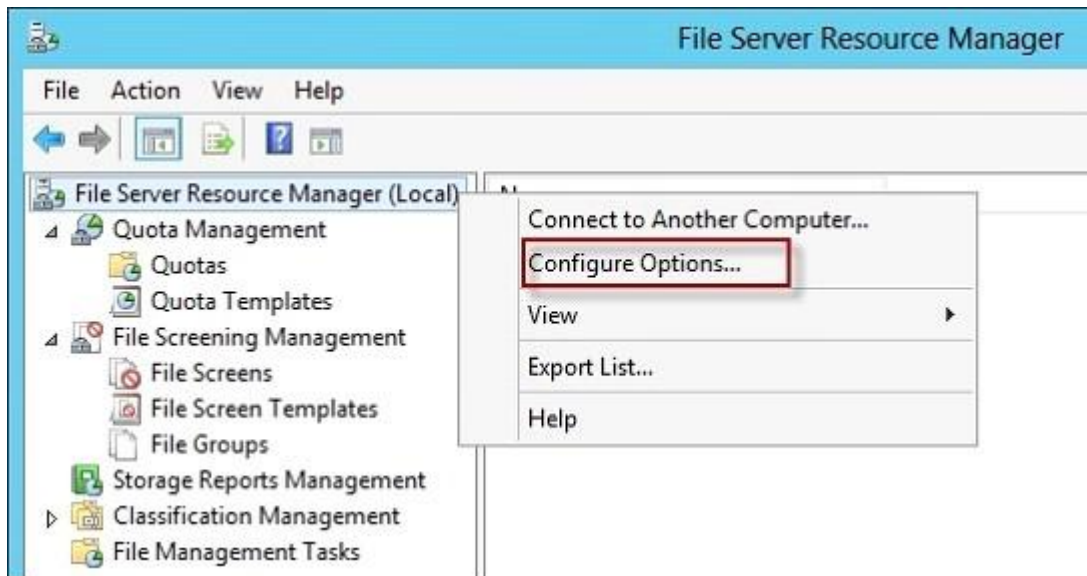 File Server Resource Manager
File Action View Help
File Server Resource Manager (Local)
Quota Management
Quotas
Quota Templates
File Screening Management
File Screens
File Screen Templates
File Groups
Storage Reports Management
Classification Management
File Management Tasks
Connect to Another Computer...
Configure Options...
View
Export List...
Help